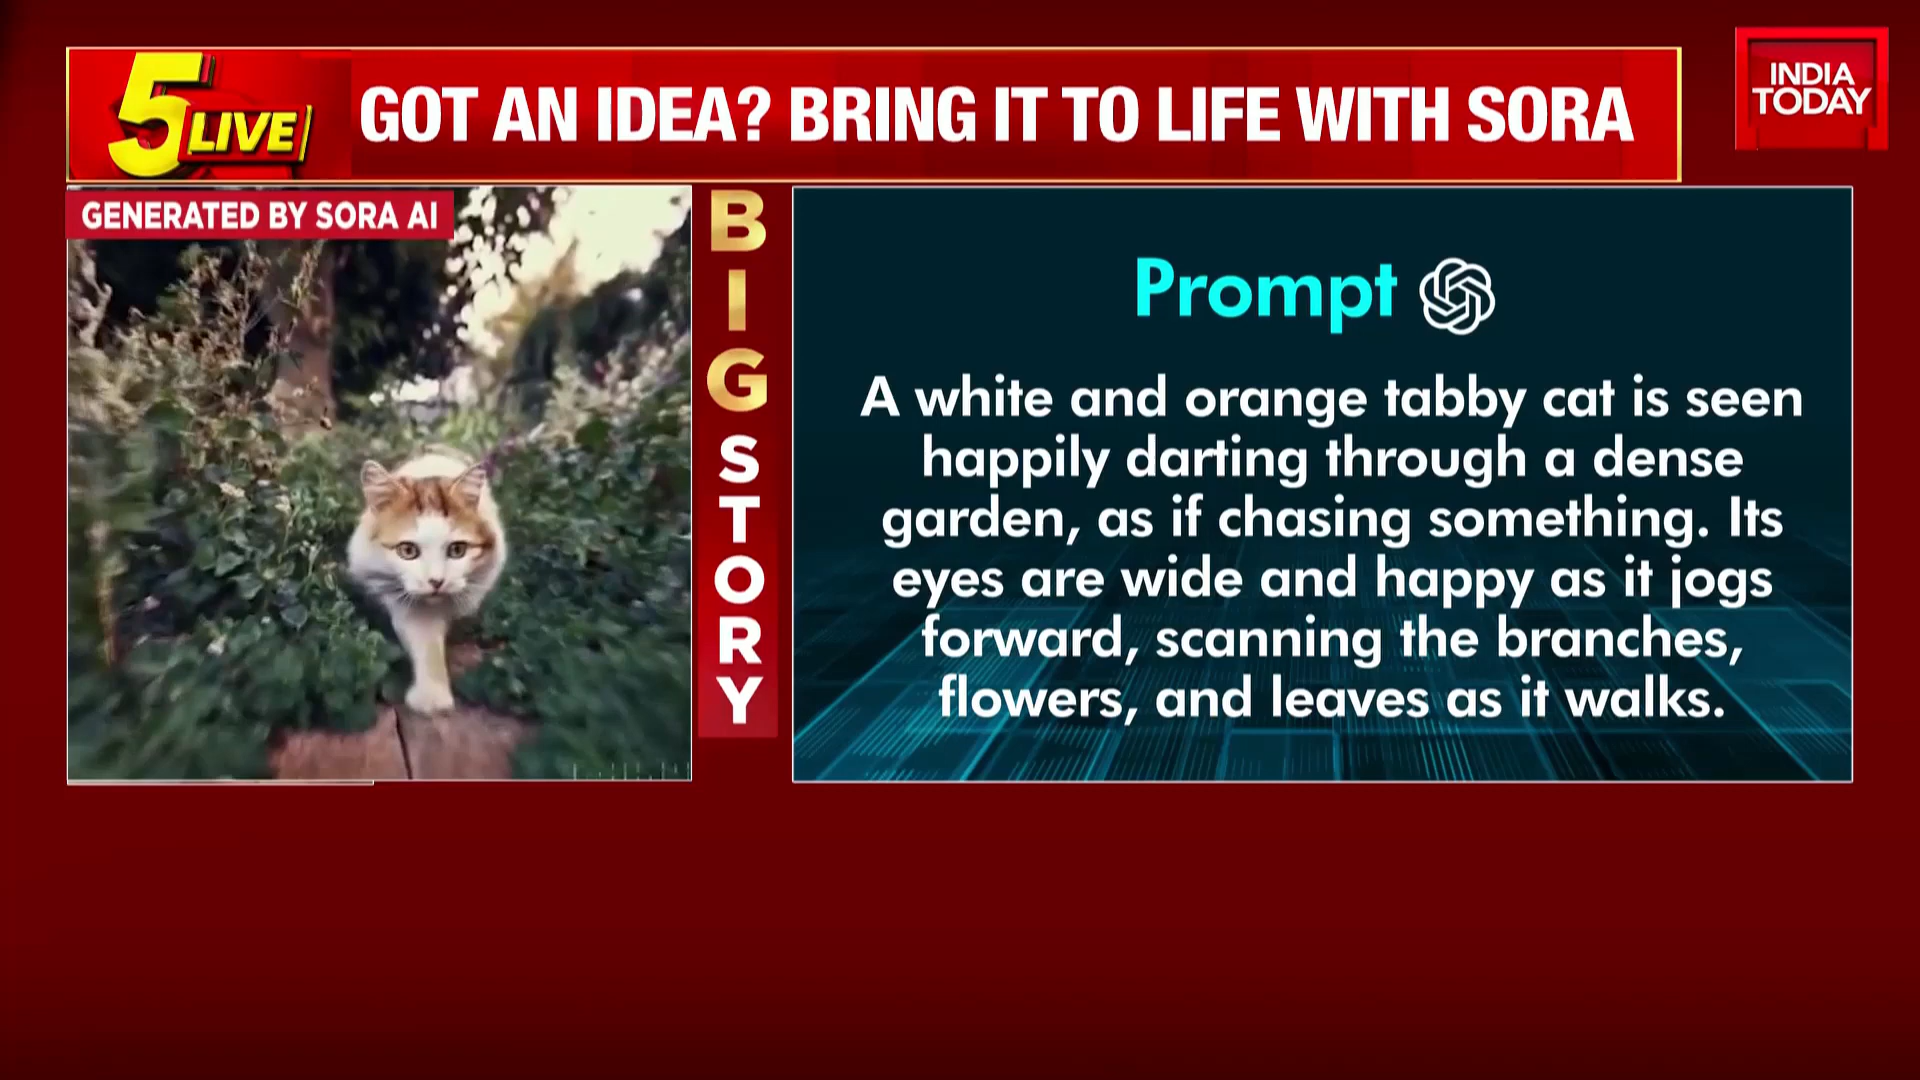 5 LIVE
GOT AN IDEA? BRING IT TO LIFE WITH SORA
INDIA
TODAY
GENERATED BY SORA AI
BIG STORY
Prompt
A white and orange tabby cat is seen
happily darting through a dense
garden, as if chasing something. Its
eyes are wide and happy as it jogs
forward, scanning the branches,
flowers, and leaves as it walks.